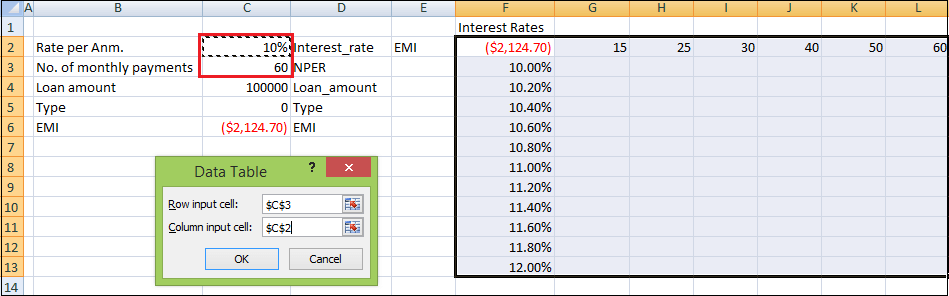 A B C D E F G H I J K L
1 Interest Rates
2 Rate per Anm. 10% Interest_rate EMI ($2,124.70) 15 25 30 40 50 60
3 No. of monthly payments 60 NPER 10.00%
4 Loan amount 100000 Loan_amount 10.20%
5 Type 0 Type 10.40%
6 EMI ($2,124.70) EMI 10.60%
7 10.80%
8 11.00%
9 11.20%
10 11.40%
11 11.60%
12 11.80%
13 12.00%
14
Data Table ? x
Row input cell: $C$3
Column input cell: $C$2
OK Cancel